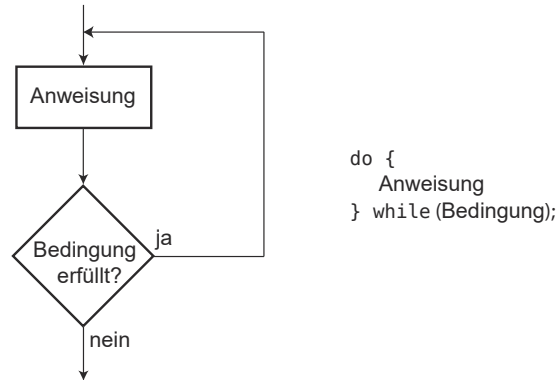 Anweisung
Bedingung
erfüllt?
ja
nein
do {
Anweisung
} while (Bedingung);